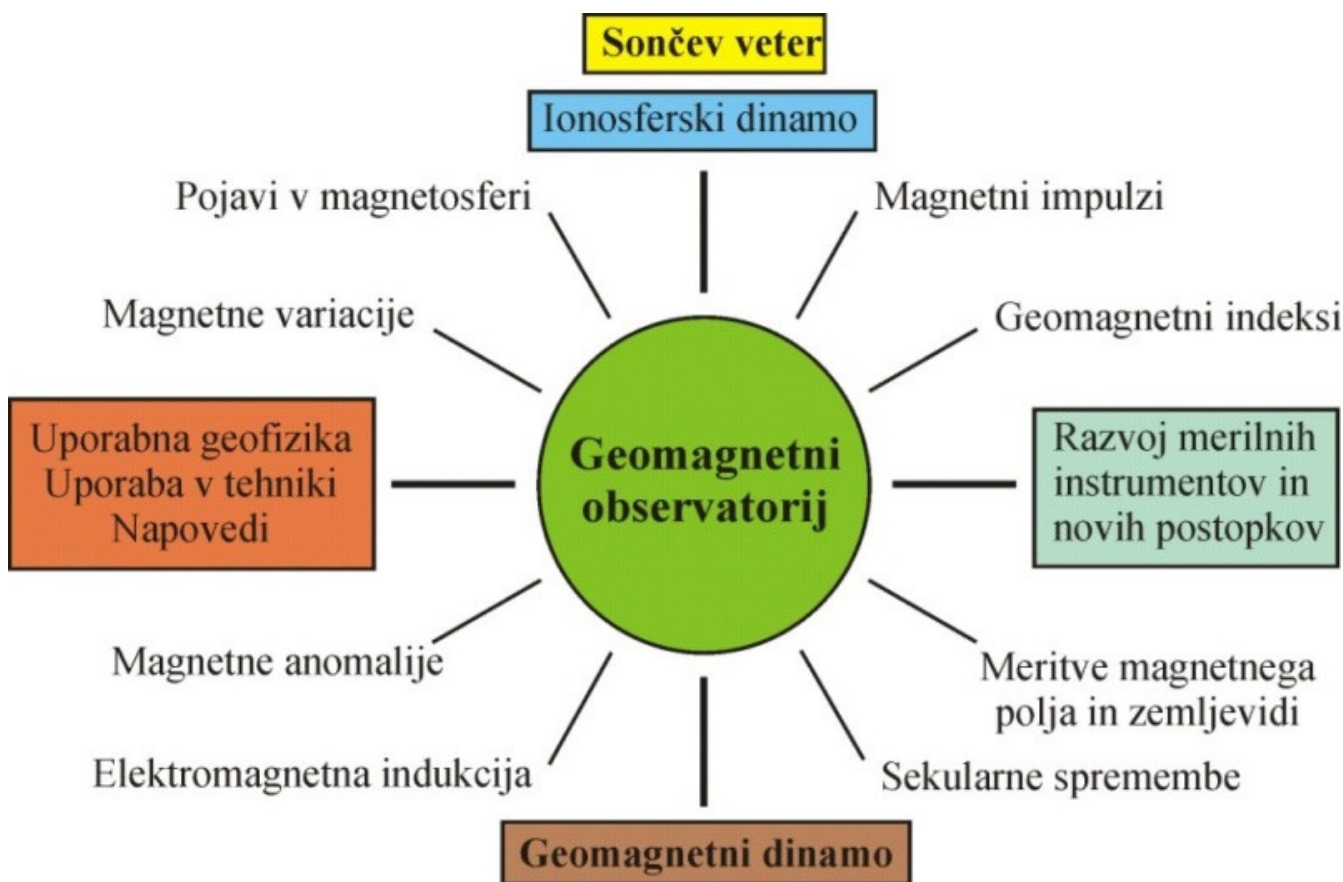 Sončev veter
Ionosferski dinamo
Pojavi v magnetosferi
Magnetni impulzi
Magnetne variacije
Geomagnetni indeksi
Uporabna geofizika
Uporaba v tehniki
Napovedi
Geomagnetni
observatorij
Razvoj merilnih
instrumentov in
novih postopkov
Magnetne anomalije
Meritve magnetnega
polja in zemljevidi
Elektromagnetna indukcija
Sekularne spremembe
Geomagnetni dinamo